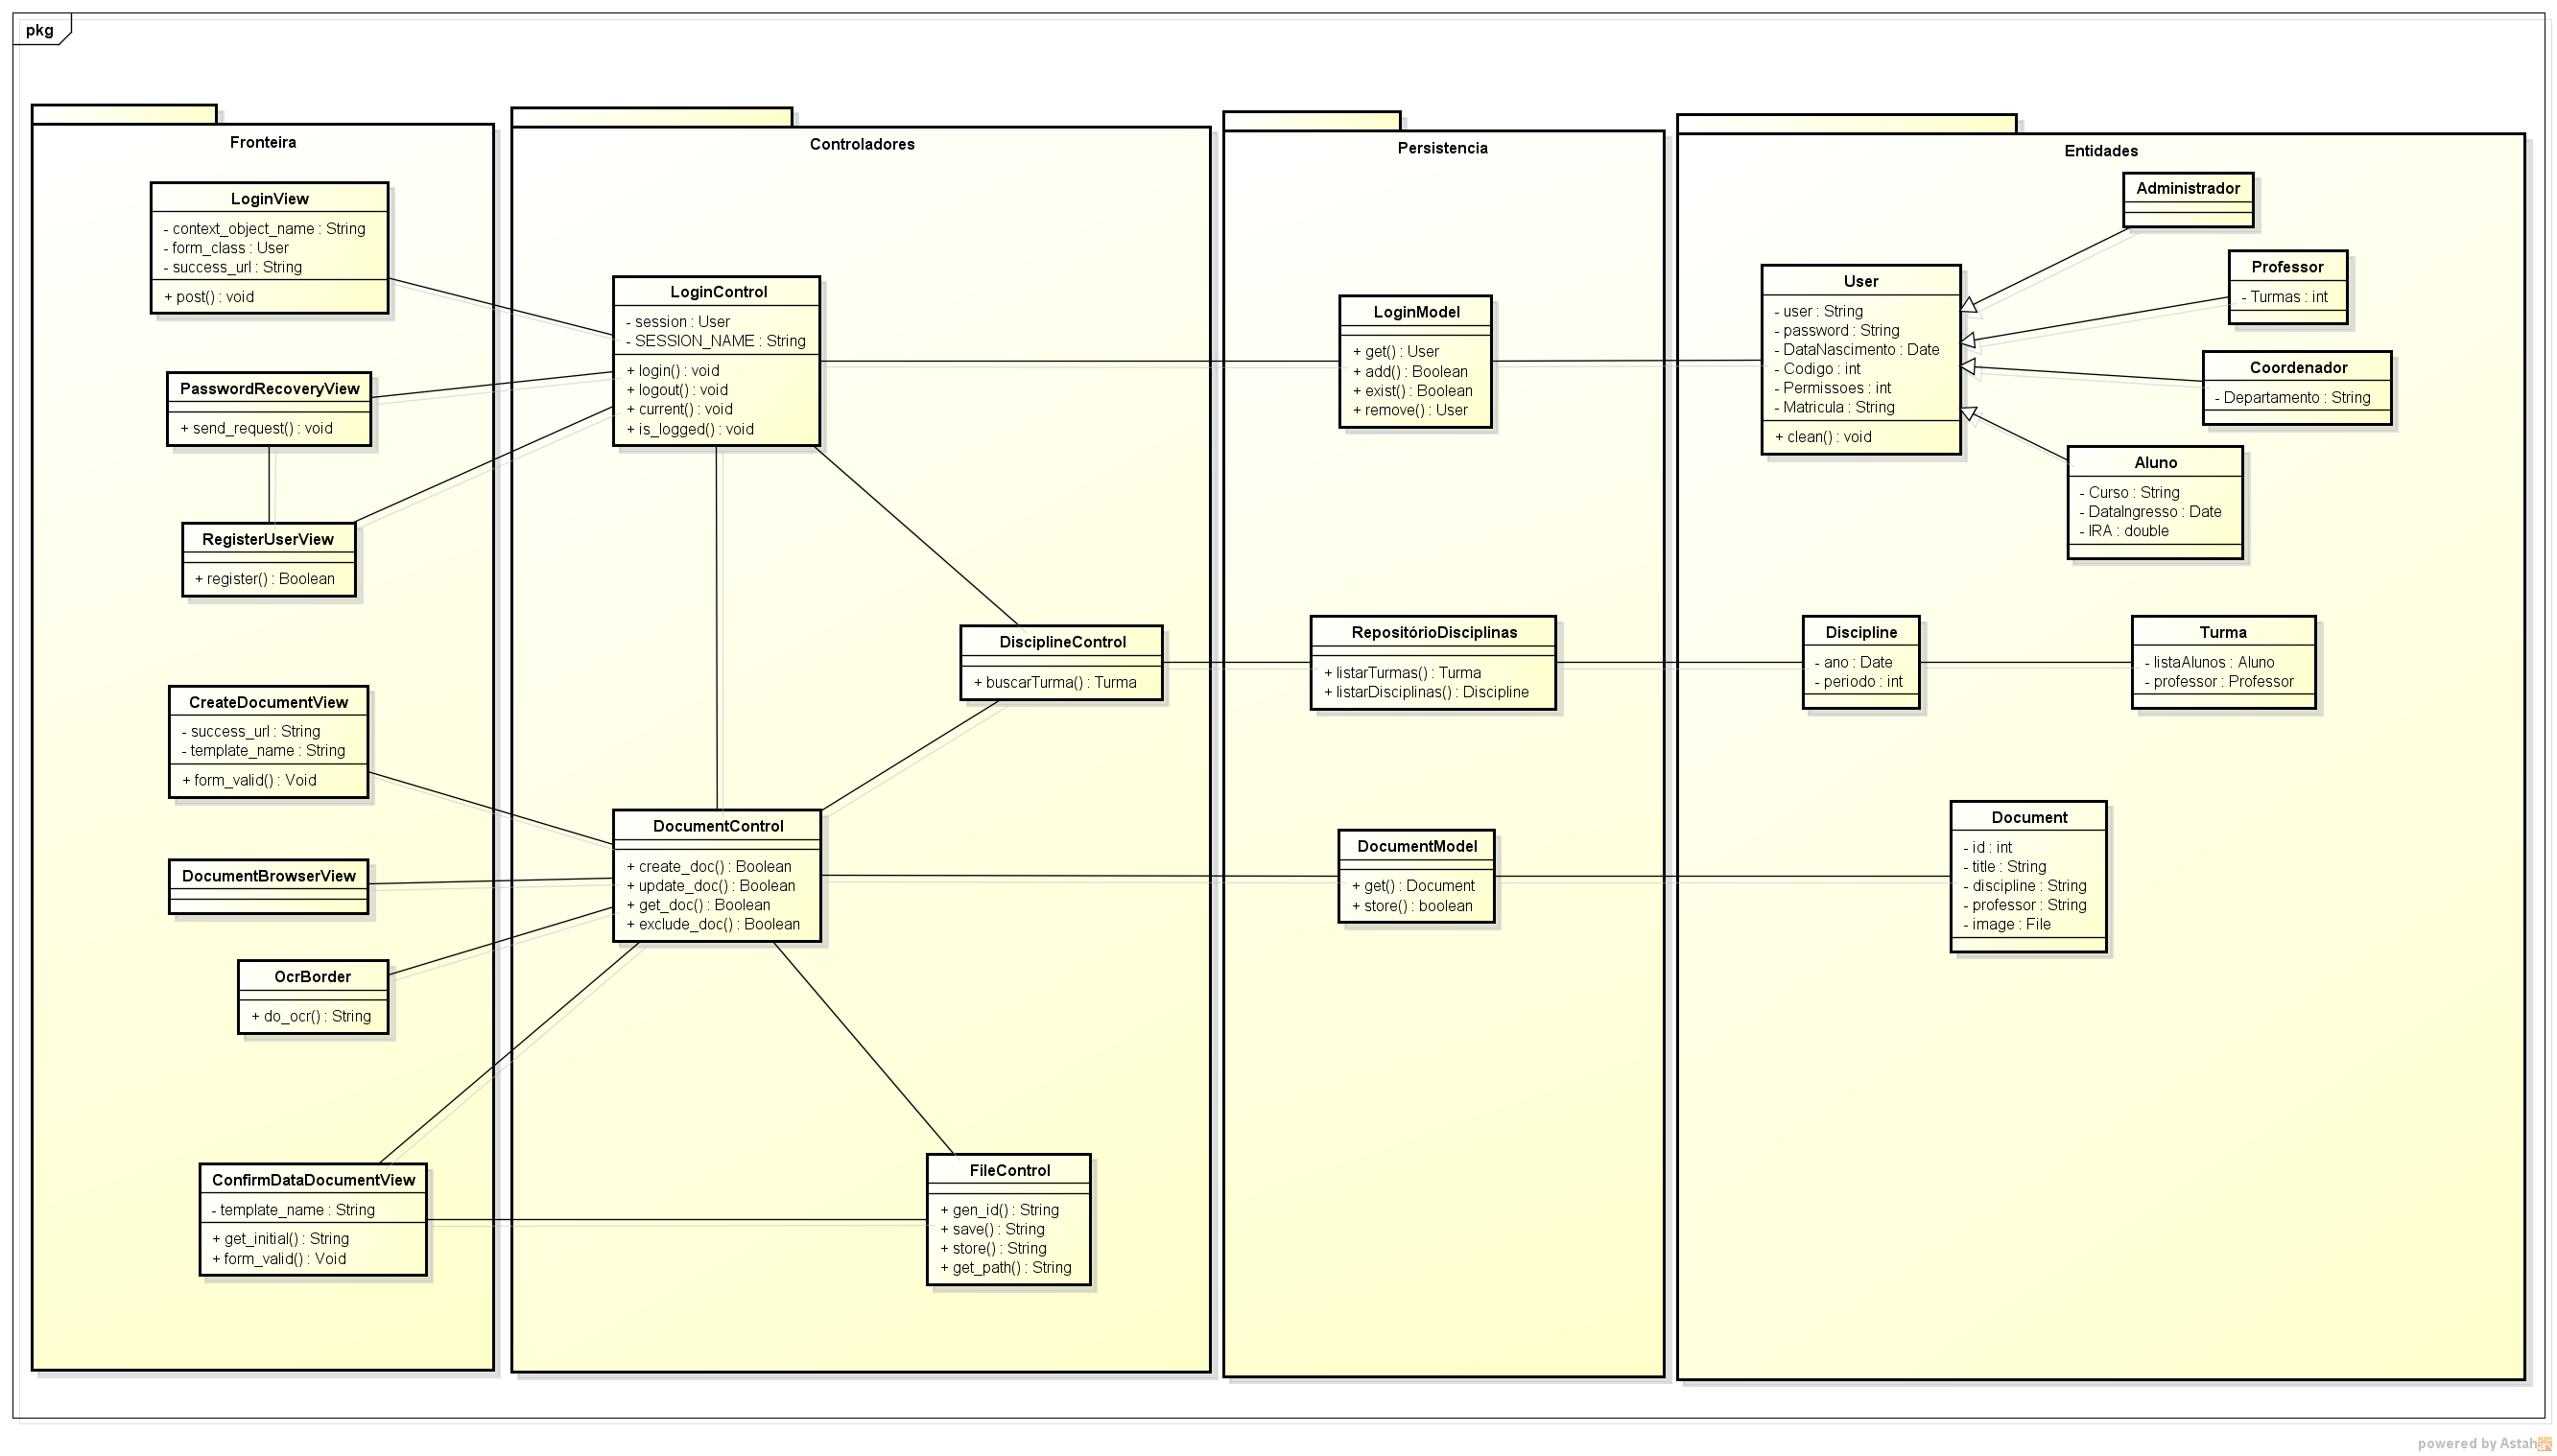 pkg
Fronteira
LoginView
- context_object_name : String
- form_class : User
- success_url : String
+ post() : void
PasswordRecoveryView
+ send_request() : void
RegisterUserView
+ register() : Boolean
CreateDocumentView
- success_url : String
- template_name : String
+ form_valid() : Void
DocumentBrowserView
OcrBorder
+ do_ocr() : String
ConfirmDataDocumentView
- template_name : String
+ get_initial() : String
+ form_valid() : Void
Controladores
LoginControl
- session : User
- SESSION_NAME : String
+ login() : void
+ logout() : void
+ current() : void
+ is_logged() : void
DisciplineControl
+ buscarTurma() : Turma
DocumentControl
+ create_doc() : Boolean
+ update_doc() : Boolean
+ get_doc() : Boolean
+ exclude_doc() : Boolean
FileControl
+ gen_id() : String
+ save() : String
+ store() : String
+ get_path() : String
Persistencia
LoginModel
+ get() : User
+ add() : Boolean
+ exist() : Boolean
+ remove() : User
RepositórioDisciplinas
+ listarTurmas() : Turma
+ listarDisciplinas() : Discipline
DocumentModel
+ get() : Document
+ store() : boolean
Entidades
Administrador
User
- user : String
- password : String
- DataNascimento : Date
- Codigo : int
- Permissoes : int
- Matricula : String
+ clean() : void
Professor
- Turmas : int
Coordenador
- Departamento : String
Aluno
- Curso : String
- DataIngresso : Date
- IRA : double
Discipline
- ano : Date
- periodo : int
Turma
- listaAlunos : Aluno
- professor : Professor
Document
- id : int
- title : String
- discipline : String
- professor : String
- image : File
powered by Astah